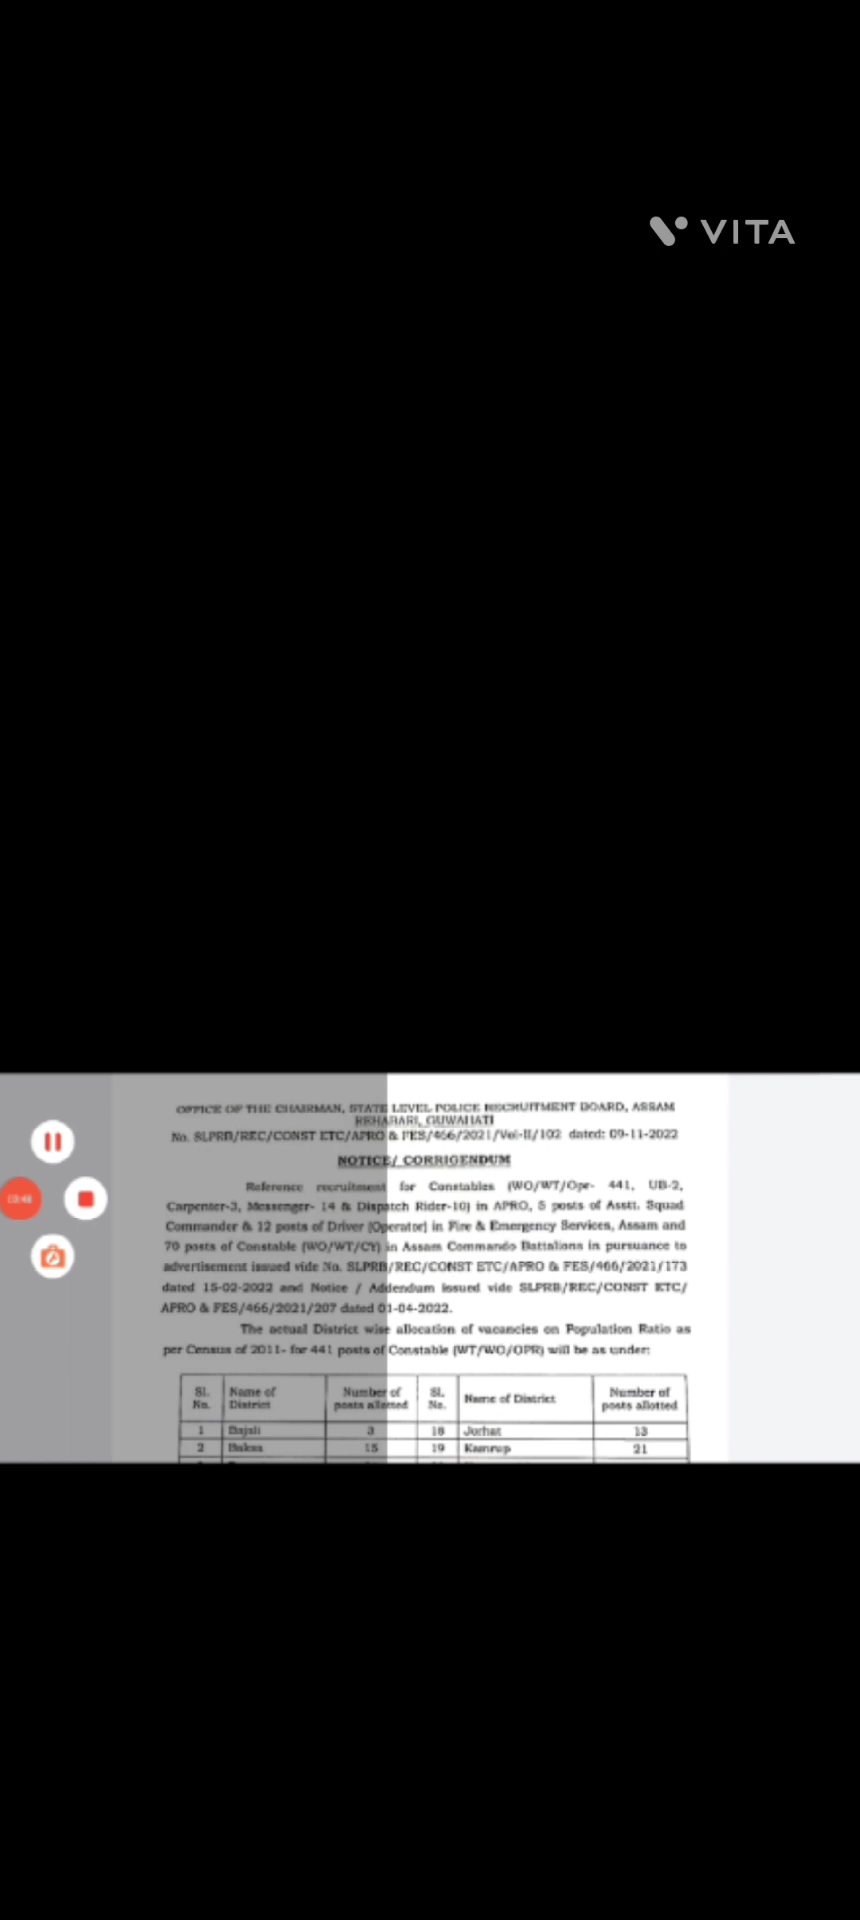 VITA
OFFICE OF THE CHAIRMAN, STATE LEVEL POLICE RECRUITMENT BOARD, ASSAM
REHABARI, GUWAHATI
No. SLPRB/REC/CONST ETC/APRO & FES/466/2021/Vol-II/102 dated: 09-11-2022
NOTICE/ CORRIGENDUM
Reference recruitment for Constables (WO/WT/Opr- 441, UB-2,
Carpenter-3, Messenger- 14 & Dispatch Rider-10) in APRO, 5 posts of Asstt. Squad
Commander & 12 posts of Driver (Operator) in Fire & Emergency Services, Assam and
70 posts of Constable (WO/WT/CY) in Assam Commando Battalions in pursuance to
advertisement issued vide No. SLPRB/REC/CONST ETC/APRO & FES/466/2021/173
dated 15-02-2022 and Notice / Addendum issued vide SLPRB/REC/CONST ETC/
APRO & FES/466/2021/207 dated 01-04-2022.
The actual District wise allocation of vacancies on Population Ratio as
per Census of 2011- for 441 posts of Constable (WT/WO/OPR) will be as under:
Sl. No. Name of District Number of posts allotted Sl. No. Name of District Number of posts allotted
1 Bajali 3 18 Jorhat 13
2 Baksa 15 19 Kamrup 21